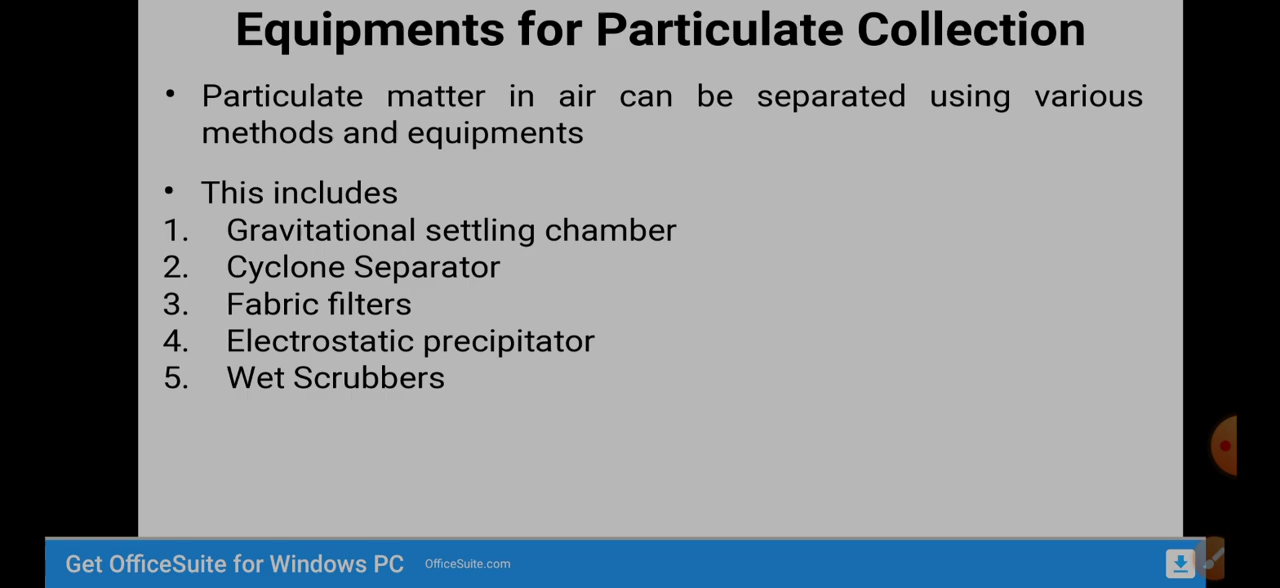 Equipments for Particulate Collection
• Particulate matter in air can be separated using various
methods and equipments
• This includes
1. Gravitational settling chamber
2. Cyclone Separator
3. Fabric filters
4. Electrostatic precipitator
5. Wet Scrubbers
Get OfficeSuite for Windows PC OfficeSuite.com